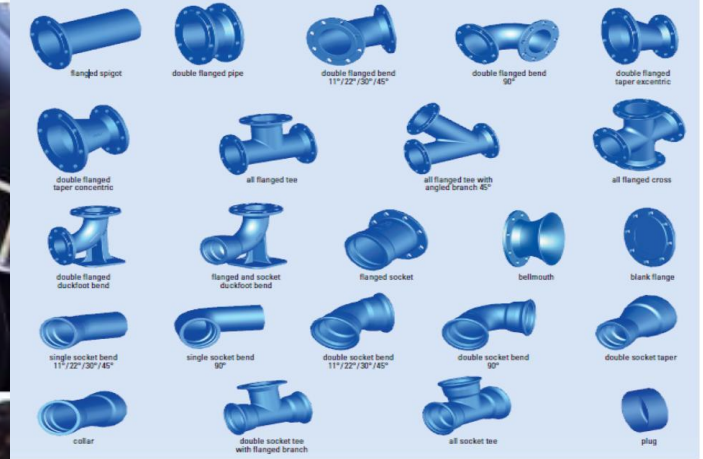 flanged spigot
double flanged pipe
double flanged bend
11°/22°/30°/45°
double flanged bend
90°
double flanged
taper excentric
double flanged
taper concentric
all flanged tee
all flanged tee with
angled branch 45°
all flanged cross
double flanged
duckfoot bend
flanged and socket
duckfoot bend
flanged socket
bellmouth
blank flange
single socket bend
11°/22°/30°/45°
single socket bend
90°
double socket bend
11°/22°/30°/45°
double socket bend
90°
double socket taper
collar
double socket tee
with flanged branch
all socket tee
plug